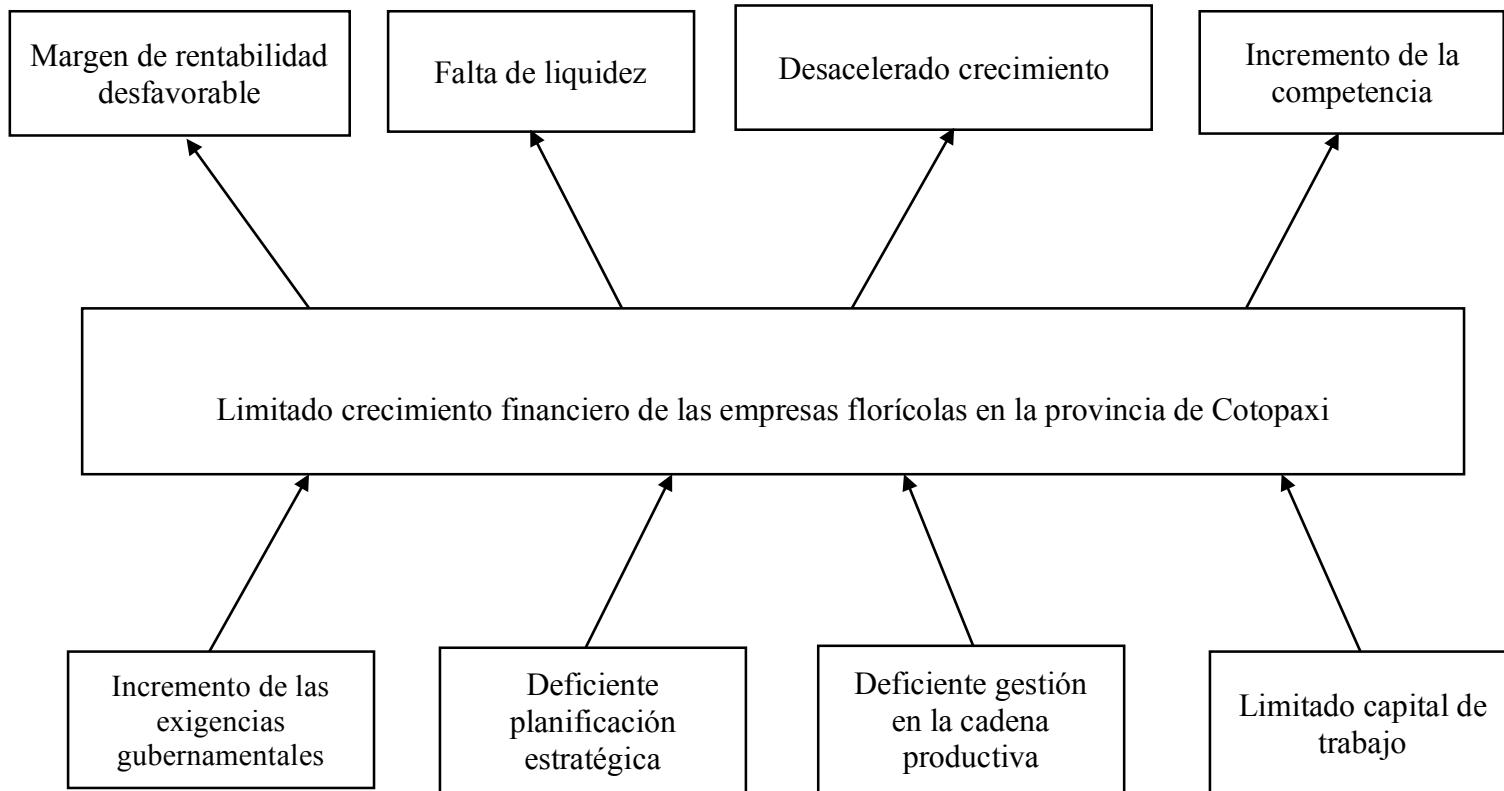 Margen de rentabilidad
desfavorable
Falta de liquidez
Desacelerado crecimiento
Incremento de la
competencia
Limitado crecimiento financiero de las empresas florícolas en la provincia de Cotopaxi
Incremento de las
exigencias
gubernamentales
Deficiente
planificación
estratégica
Deficiente gestión
en la cadena
productiva
Limitado capital de
trabajo